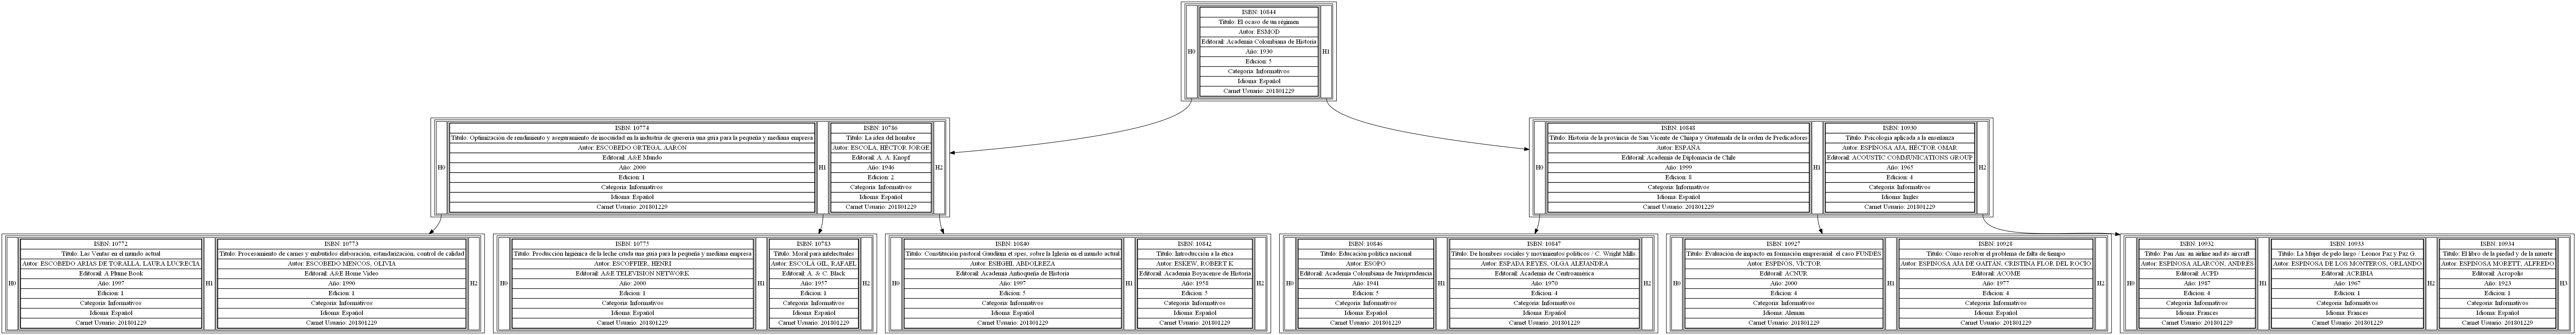 H0
ISBN: 10844
Titulo: El ocaso de un régimen
Autor: ESMOD
Editorail: Academia Colombiana de Historia
Año: 1930
Edicion: 5
Categoria: Informativos
Idioma: Español
Carnet Usuario: 201801229
H1
H0
ISBN: 10774
Titulo: Optimización de rendimiento y aseguramiento de inocuidad en la industria de quesería una guía para la pequeña y mediana empresa
Autor: ESCOBEDO ORTEGA, AARÓN
Editorail: A&E Mundo
Año: 2000
Edicion: 1
Categoria: Informativos
Idioma: Español
Carnet Usuario: 201801229
H1
ISBN: 10786
Titulo: La idea del hombre
Autor: ESCOLA, HÉCTOR JORGE
Editorail: A. A. Knopf
Año: 1946
Edicion: 2
Categoria: Informativos
Idioma: Español
Carnet Usuario: 201801229
H2
H0
ISBN: 10848
Titulo: Historia de la provincia de San Vicente de Chiapa y Guatemala de la orden de Predicadores
Autor: ESPAÑA
Editorail: Academia de Diplomacia de Chile
Año: 1999
Edicion: 8
Categoria: Informativos
Idioma: Español
Carnet Usuario: 201801229
H1
ISBN: 10930
Titulo: Psicología aplicada a la enseñanza
Autor: ESPINOSA AJA, HÉCTOR OMAR
Editorail: ACOUSTIC COMMUNICATIONS GROUP
Año: 1965
Edicion: 4
Categoria: Informativos
Idioma: Ingles
Carnet Usuario: 201801229
H2
H0
ISBN: 10772
Titulo: Las Ventas en el mundo actual
Autor: ESCOBEDO ARIAS DE TORALLA, LAURA LUCRECIA
Editorail: A Plume Book
Año: 1997
Edicion: 1
Categoria: Informativos
Idioma: Español
Carnet Usuario: 201801229
H1
ISBN: 10773
Titulo: Procesamiento de carnes y embutidos elaboración, estandarización, control de calidad
Autor: ESCOBEDO MENCOS, OLIVIA
Editorail: A&E Home Video
Año: 1990
Edicion: 1
Categoria: Informativos
Idioma: Español
Carnet Usuario: 201801229
H2
H0
ISBN: 10775
Titulo: Producción higiénica de la leche cruda una guía para la pequeña y mediana empresa
Autor: ESCOFFIER, HENRI
Editorail: A&E TELEVISION NETWORK
Año: 2000
Edicion: 1
Categoria: Informativos
Idioma: Español
Carnet Usuario: 201801229
H1
ISBN: 10783
Titulo: Moral para intelectuales
Autor: ESCOLÁ GIL, RAFAEL
Editorail: A. & C. Black
Año: 1957
Edicion: 1
Categoria: Informativos
Idioma: Español
Carnet Usuario: 201801229
H2
H0
ISBN: 10840
Titulo: Constitución pastoral Gaudium et spes, sobre la Iglesia en el mundo actual
Autor: ESHGHI, ABDOLREZA
Editorail: Academia Antioqueña de Historia
Año: 1997
Edicion: 5
Categoria: Informativos
Idioma: Español
Carnet Usuario: 201801229
H1
ISBN: 10842
Titulo: Introducción a la ética
Autor: ESKEW, ROBERT K
Editorail: Academia Boyacense de Historia
Año: 1958
Edicion: 5
Categoria: Informativos
Idioma: Español
Carnet Usuario: 201801229
H2
H0
ISBN: 10846
Titulo: Educación política nacional
Autor: ESOPO
Editorail: Academia Colombiana de Jurisprudencia
Año: 1941
Edicion: 5
Categoria: Informativos
Idioma: Español
Carnet Usuario: 201801229
H1
ISBN: 10847
Titulo: De hombres sociales y movimientos políticos / C. Wright Mills.
Autor: ESPADA REYES, OLGA ALEJANDRA
Editorail: Academia de Centroamérica
Año: 1970
Edicion: 4
Categoria: Informativos
Idioma: Español
Carnet Usuario: 201801229
H2
H0
ISBN: 10927
Titulo: Evaluación de impacto en formación empresarial el caso FUNDES
Autor: ESPINÓS, VÍCTOR
Editorail: ACNUR
Año: 2000
Edicion: 4
Categoria: Informativos
Idioma: Aleman
Carnet Usuario: 201801229
H1
ISBN: 10928
Titulo: Cómo resolver el problema de falta de tiempo
Autor: ESPINOSA AJA DE GAITÁN, CRISTINA FLOR DEL ROCÍO
Editorail: ACOME
Año: 1977
Edicion: 4
Categoria: Informativos
Idioma: Español
Carnet Usuario: 201801229
H2
H0
ISBN: 10932
Titulo: Pan Am: an airline and its aircraft
Autor: ESPINOSA ALARCÓN, ANDRÉS
Editorail: ACPD
Año: 1987
Edicion: 4
Categoria: Informativos
Idioma: Frances
Carnet Usuario: 201801229
H1
ISBN: 10933
Titulo: La Mujer de pelo largo / Leonor Paz y Paz G.
Autor: ESPINOSA DE LOS MONTEROS, ORLANDO
Editorail: ACRIBIA
Año: 1967
Edicion: 1
Categoria: Informativos
Idioma: Frances
Carnet Usuario: 201801229
H2
ISBN: 10934
Titulo: El libro de la piedad y de la muerte
Autor: ESPINOSA MORETT, ALFREDO
Editorail: Acropolis
Año: 1923
Edicion: 1
Categoria: Informativos
Idioma: Español
Carnet Usuario: 201801229
H3